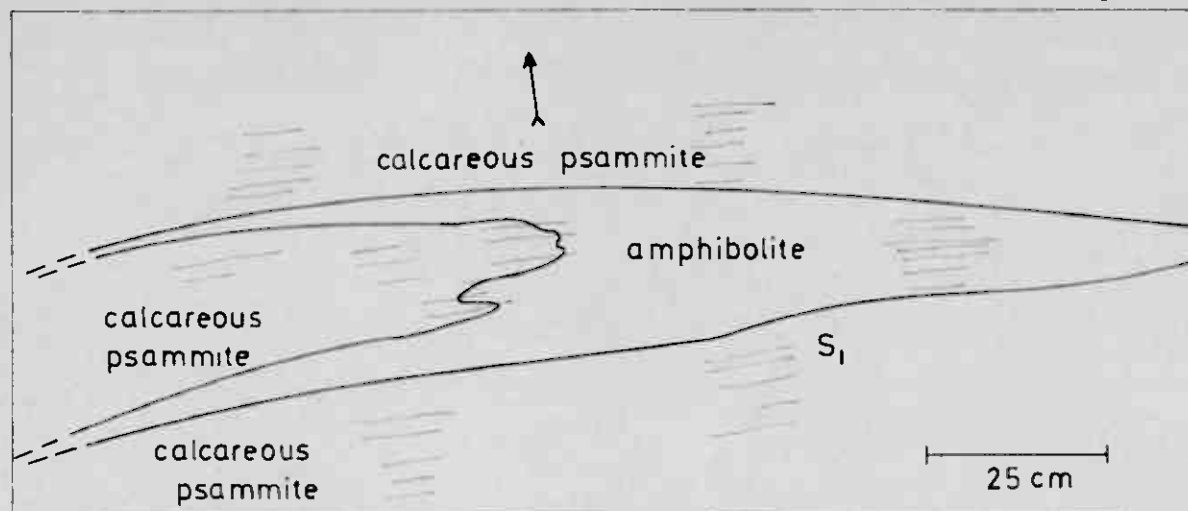 calcareous psammite
amphibolite
calcareous
psammite
S₁
calcareous
psammite
25 cm